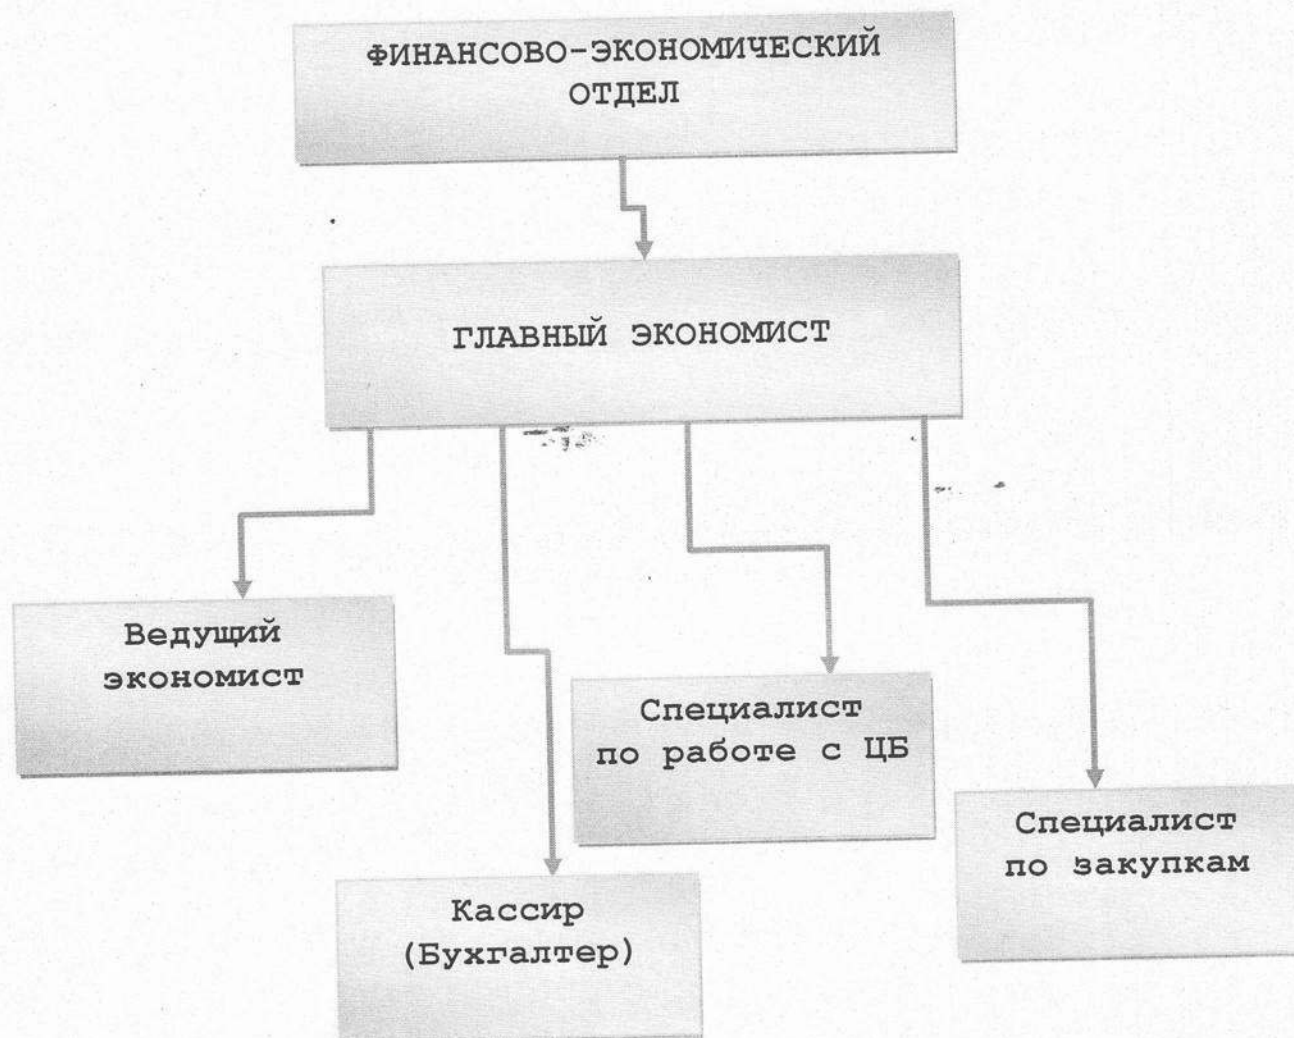 ФИНАНСОВО-ЭКОНОМИЧЕСКИЙ
ОТДЕЛ
ГЛАВНЫЙ ЭКОНОМИСТ
Ведущий
экономист
Специалист
по работе с ЦБ
Специалист
по закупкам
Кассир
(Бухгалтер)